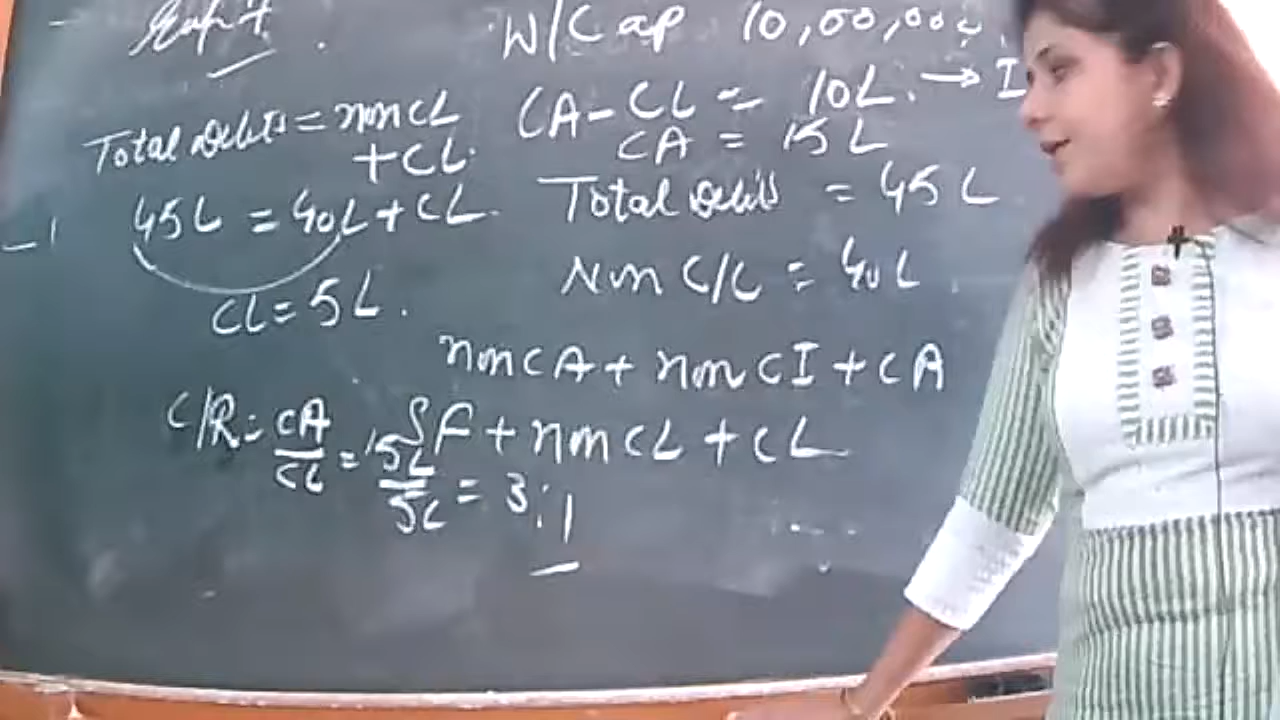 W/Cap 10,00,000
CA - CL = 10L. → I
CA = 15L
Total Debts = 45L
Nm C/L = 40L
Total Debts = nmCL
+CL.
45L = 40L + CL.
CL = 5L.
nmCA + nmCI + CA
SF + nmCL + CL
C/R = CA/CL = 15L/5L = 3:1